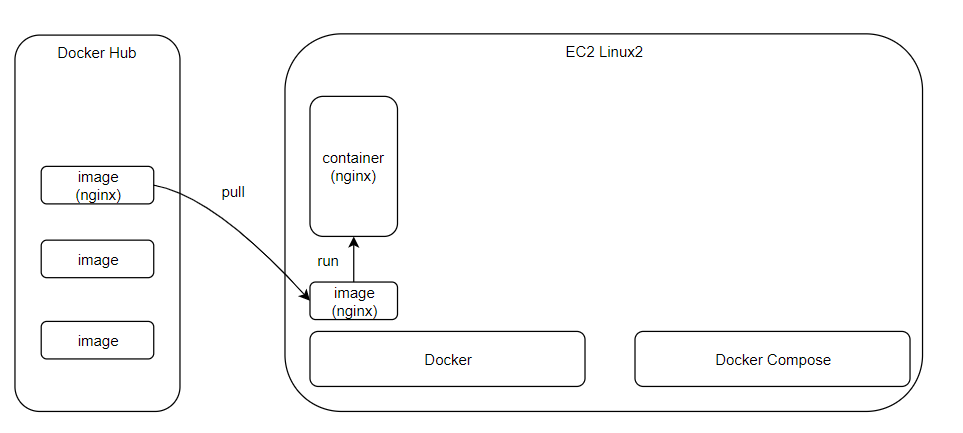 Docker Hub
image
(nginx)
image
image
pull
EC2 Linux2
container
(nginx)
run
image
(nginx)
Docker
Docker Compose